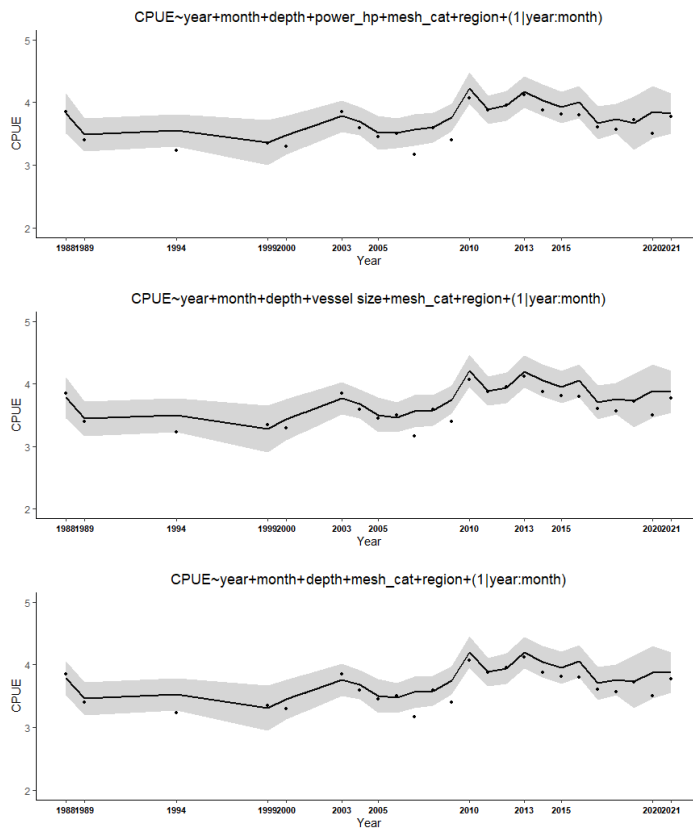 CPUE~year+month+depth+power_hp+mesh_cat+region+(1|year:month)
5
4
3
2
CPUE
19881989 1994 19992000 2003 2005 2010 2013 2015 20202021
Year
CPUE~year+month+depth+vessel size+mesh_cat+region+(1|year:month)
5
4
3
2
CPUE
19881989 1994 19992000 2003 2005 2010 2013 2015 20202021
Year
CPUE~year+month+depth+mesh_cat+region+(1|year:month)
5
4
3
2
CPUE
19881989 1994 19992000 2003 2005 2010 2013 2015 20202021
Year